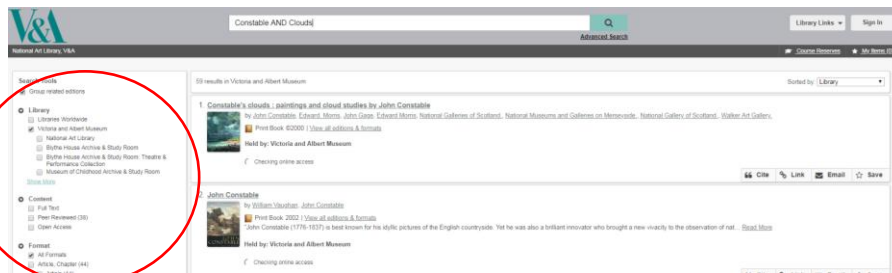 V&A
Constable AND Clouds
Advanced Search
Library Links
Sign In
National Art Library, V&A
Course Reserves
My Items
Search Tools
Group related editions
Library
Libraries Worldwide
Victoria and Albert Museum
National Art Library
Blythe House Archive & Study Room
Blythe House Archive & Study Room: Theatre &
Performance Collection
Museum of Childhood Archive & Study Room
Show More
Content
Full Text
Peer Reviewed (38)
Open Access
Format
All Formats
Article, Chapter (44)
results in Victoria and Albert Museum
Sorted by: Library
1. Constable's clouds : paintings and cloud studies by John Constable
by John Constable, Edward Morris, John Gage, Edward Morris, National Galleries of Scotland, National Museums and Galleries on Merseyside, National Gallery of Scotland, Walker Art Gallery,
Print Book ©2000 | View all editions & formats
Held by: Victoria and Albert Museum
Checking online access
Cite Link Email Save
2. John Constable
by William Vaughan, John Constable
Print Book 2002 | View all editions & formats
"John Constable (1776-1837) is best known for his idyllic pictures of the English countryside. Yet he was also a brilliant innovator who brought a new vivacity to the observation of nat... Read More
Held by: Victoria and Albert Museum
Checking online access